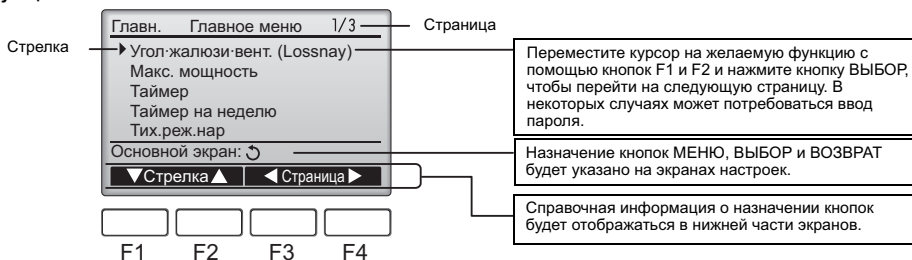 Главн. Главное меню 1/3
Страница
Стрелка
Угол·жалюзи·вент. (Lossnay)
Макс. мощность
Таймер
Таймер на неделю
Тих.реж.нар
Основной экран:
Стрелка Страница
F1 F2 F3 F4
Переместите курсор на желаемую функцию с
помощью кнопок F1 и F2 и нажмите кнопку ВЫБОР,
чтобы перейти на следующую страницу. В
некоторых случаях может потребоваться ввод
пароля.
Назначение кнопок МЕНЮ, ВЫБОР и ВОЗВРАТ
будет указано на экранах настроек.
Справочная информация о назначении кнопок
будет отображаться в нижней части экранов.